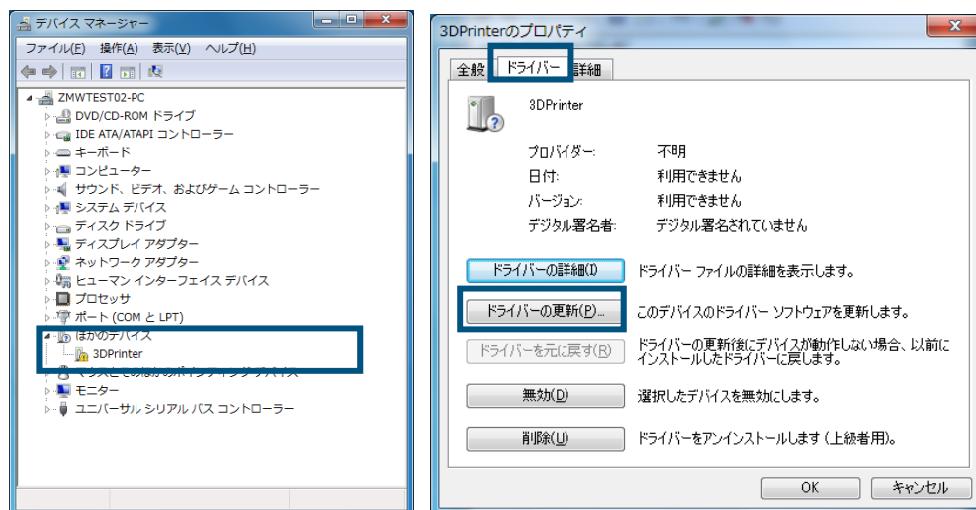 デバイス マネージャー
ファイル(F) 操作(A) 表示(V) ヘルプ(H)
ZMWTEST02-PC
DVD/CD-ROM ドライブ
IDE ATA/ATAPI コントローラー
キーボード
コンピューター
サウンド、ビデオ、およびゲーム コントローラー
システム デバイス
ディスク ドライブ
ディスプレイ アダプター
ネットワーク アダプター
ヒューマン インターフェイス デバイス
プロセッサ
ポート (COM と LPT)
ほかのデバイス
3DPrinter
マウスとそのほかのポインティング デバイス
モニター
ユニバーサル シリアル バス コントローラー
3DPrinterのプロパティ
全般 ドライバー 詳細
3DPrinter
プロバイダー: 不明
日付: 利用できません
バージョン: 利用できません
デジタル署名者: デジタル署名されていません
ドライバーの詳細(I) ドライバー ファイルの詳細を表示します。
ドライバーの更新(P)... このデバイスのドライバー ソフトウェアを更新します。
ドライバーを元に戻す(R) ドライバーの更新後にデバイスが動作しない場合、以前に
インストールしたドライバーに戻します。
無効(D) 選択したデバイスを無効にします。
削除(U) ドライバーをアンインストールします (上級者用)。
OK キャンセル